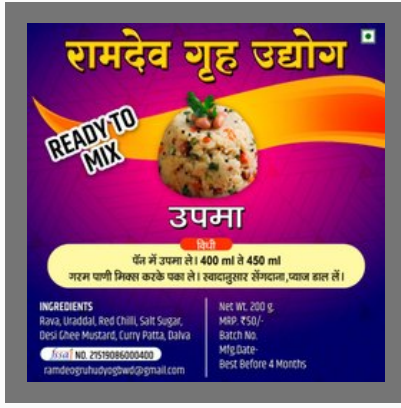 रामदेव गृह उद्योग
READY TO
MIX
उपमा
विधी
पॅन में उपमा ले। 400 ml ते 450 ml
गरम पाणी मिक्स करके पका ले। स्वादानुसार सेंगदाना,प्याज डाल लें।
INGREDIENTS
Rava, Uraddal, Red Chilli, Salt Sugar,
Desi Ghee Mustard, Curry Patta, Dalva
fssai NO. 21519086000400
ramdeogruhudyogbwd@gmail.com
Net Wt. 200 g.
MRP. ₹50/-
Batch No.
Mfg.Date-
Best Before 4 Months